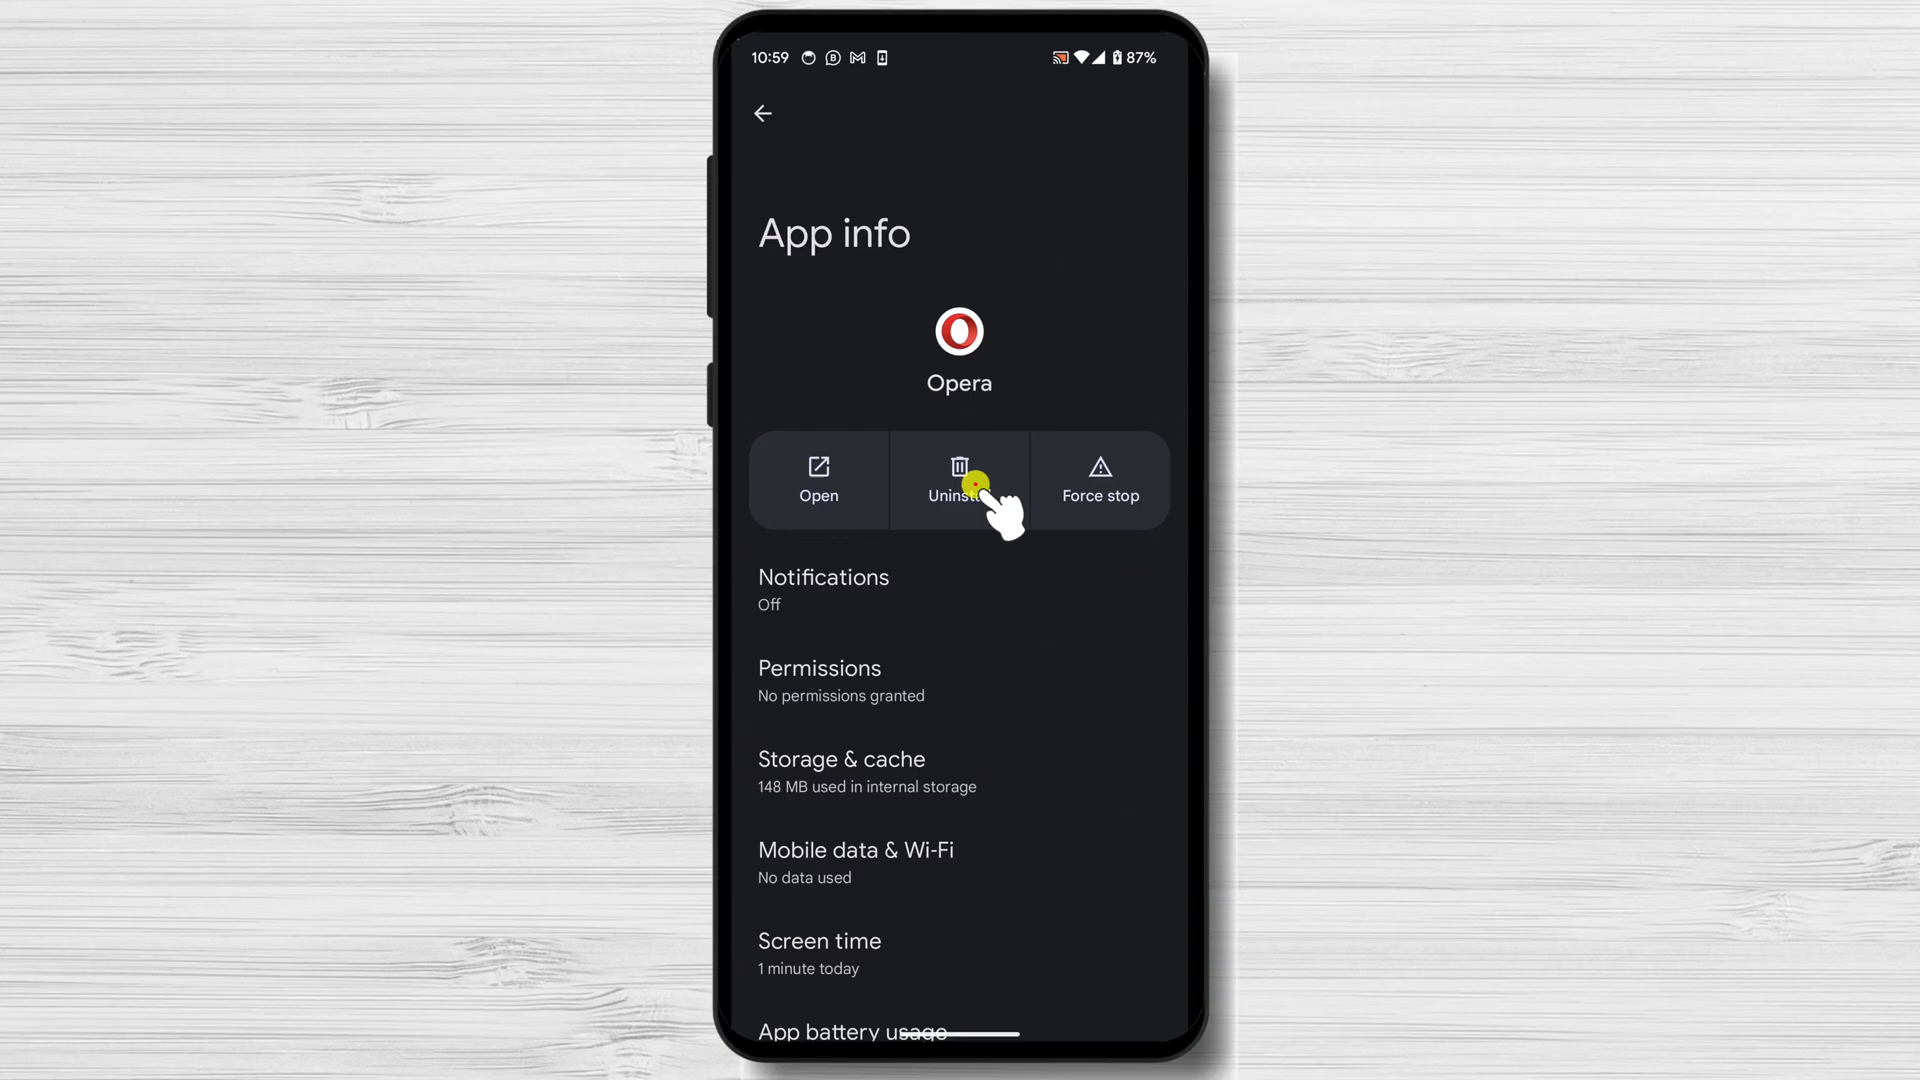 10:59 87%
App info
Opera
Open Force stop
Notifications
Off
Permissions
No permissions granted
Storage & cache
148 MB used in internal storage
Mobile data & Wi-Fi
No data used
Screen time
1 minute today
App battery usage